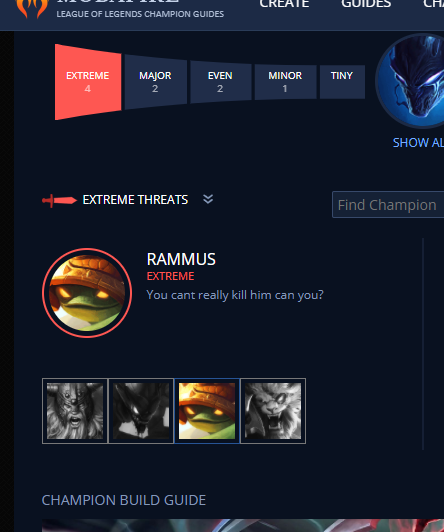 MOBAFIRE
LEAGUE OF LEGENDS CHAMPION GUIDES
CREATE GUIDES
EXTREME MAJOR EVEN MINOR TINY
4 2 2 1
SHOW AL
EXTREME THREATS
Find Champion
RAMMUS
EXTREME
You cant really kill him can you?
CHAMPION BUILD GUIDE